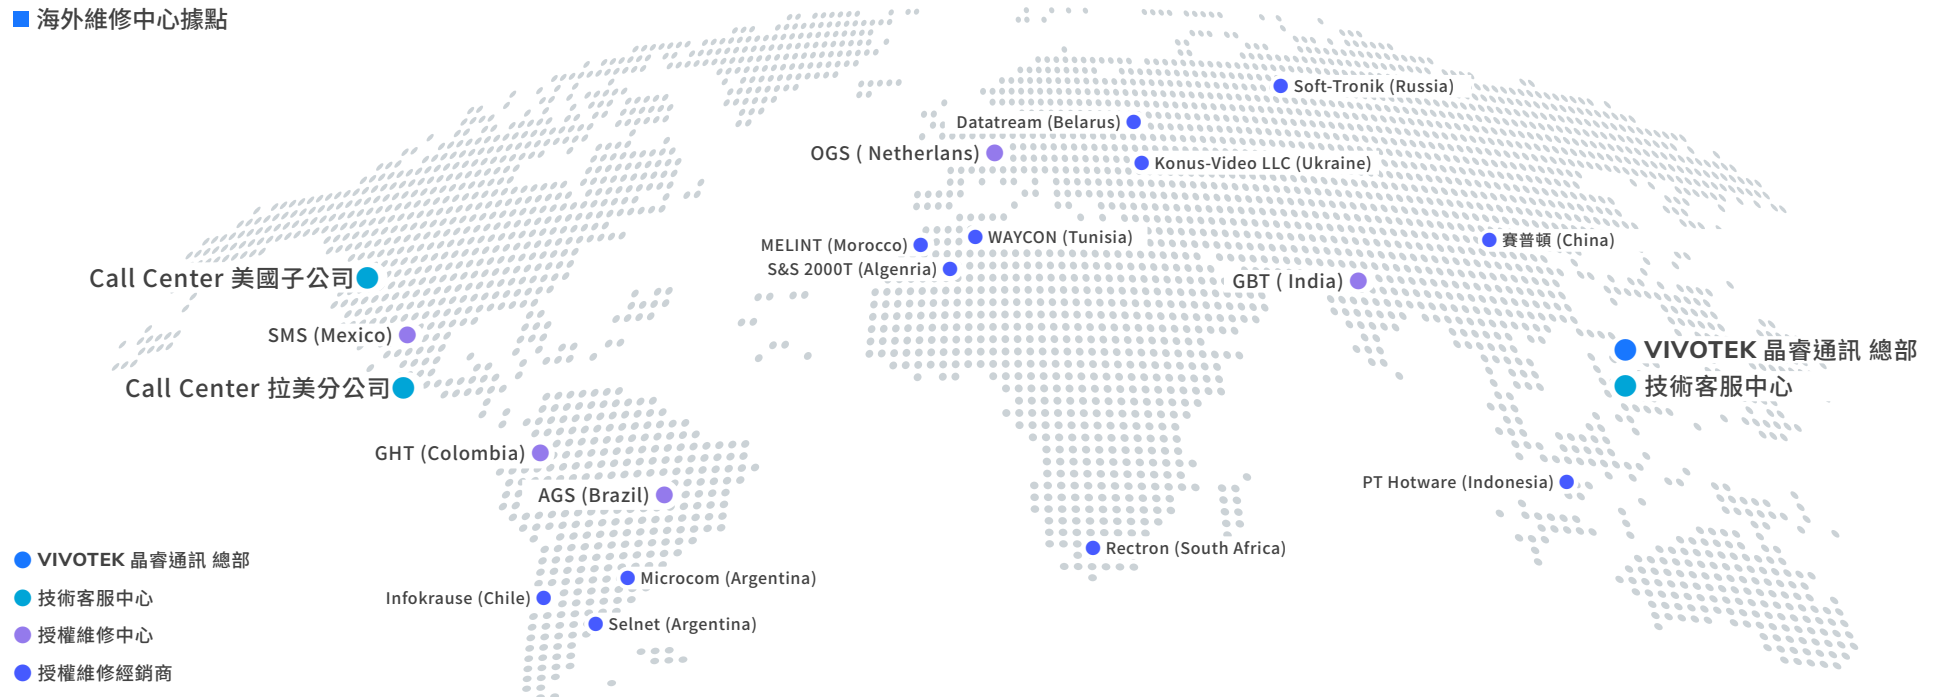 海外維修中心據點
Soft-Tronik (Russia)
Datatream (Belarus)
OGS ( Netherlans)
Konus-Video LLC (Ukraine)
MELINT (Morocco)
WAYCON (Tunisia)
賽普頓 (China)
S&S 2000T (Algenria)
Call Center 美國子公司
GBT ( India)
SMS (Mexico)
VIVOTEK 晶睿通訊 總部
Call Center 拉美分公司
技術客服中心
GHT (Colombia)
PT Hotware (Indonesia)
AGS (Brazil)
Rectron (South Africa)
Microcom (Argentina)
Infokrause (Chile)
Selnet (Argentina)
VIVOTEK 晶睿通訊 總部
技術客服中心
授權維修中心
授權維修經銷商